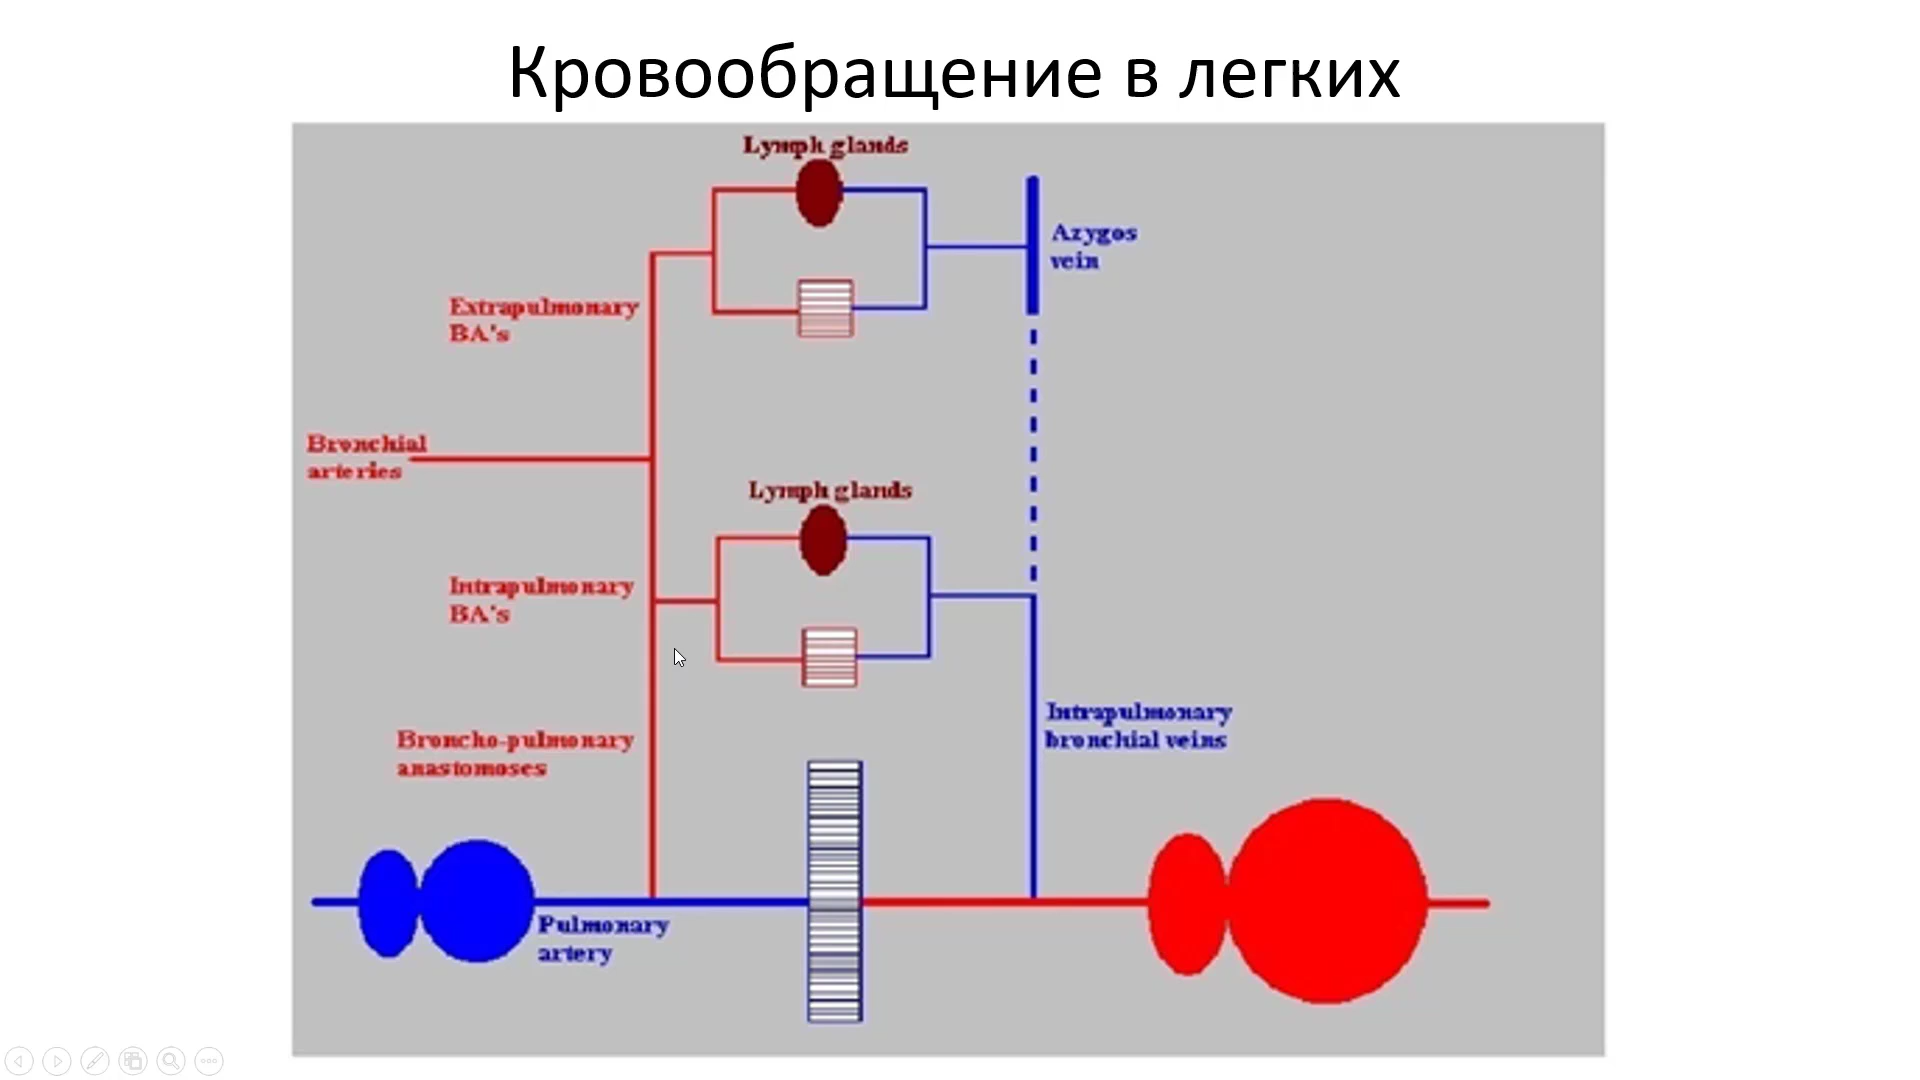 Кровообращение в легких
Lymph glands
Azygos
vein
Extrapulmonary
BA's
Bronchial
arteries
Lymph glands
Intrapulmonary
BA's
Intrapulmonary
bronchial veins
Broncho-pulmonary
anastomoses
Pulmonary
artery